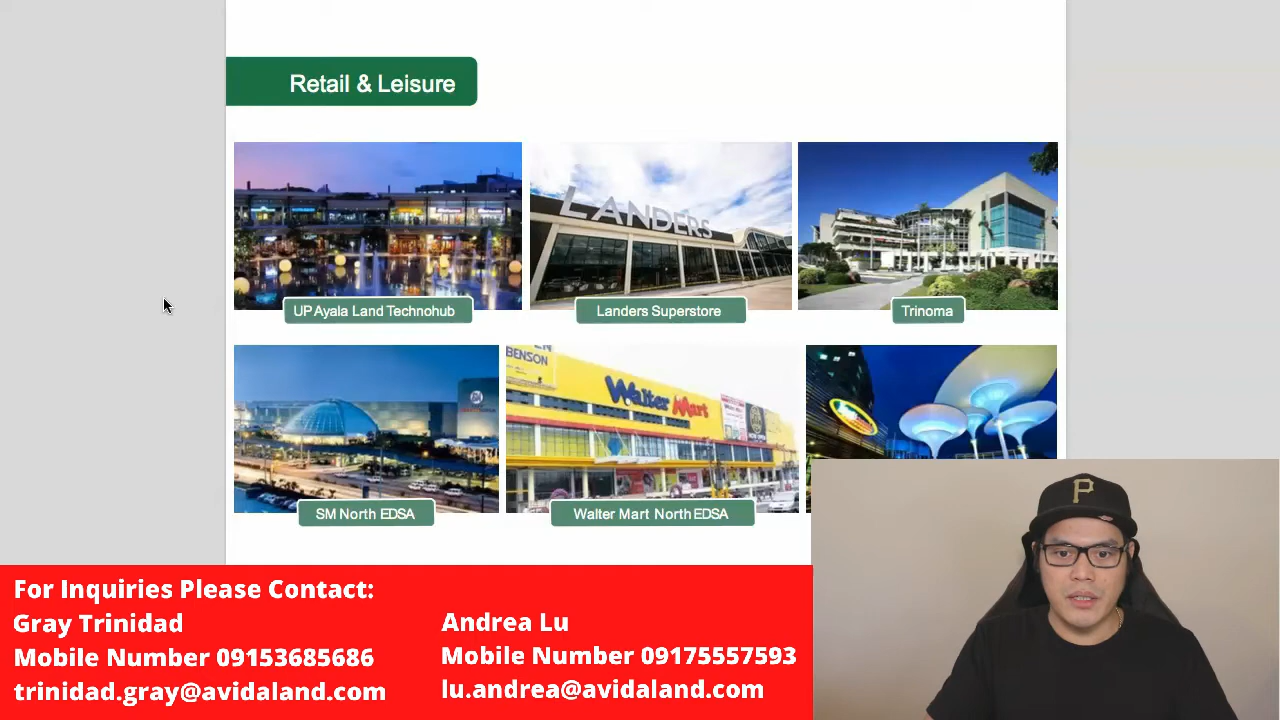 Retail & Leisure
LANDERS
UP Ayala Land Technohub
Landers Superstore
Trinoma
BENSON
Walter Mart
SM North EDSA
Walter Mart North EDSA
For Inquiries Please Contact:
Gray Trinidad
Mobile Number 09153685686
trinidad.gray@avidaland.com
Andrea Lu
Mobile Number 09175557593
lu.andrea@avidaland.com
P